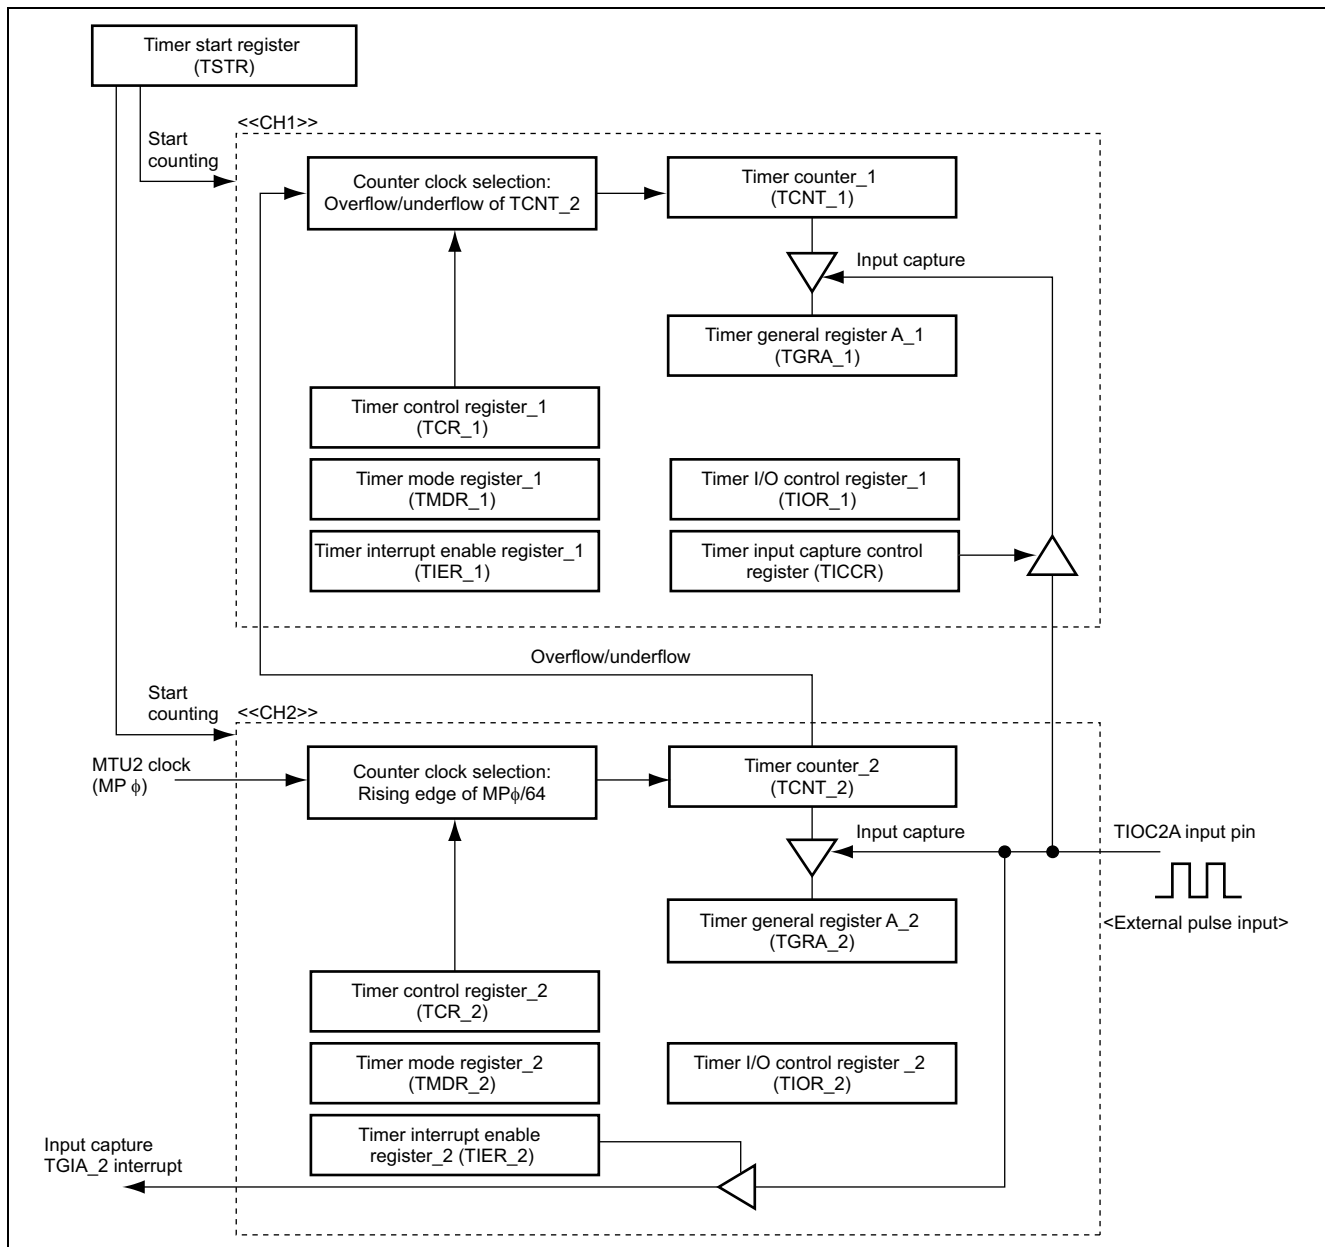 Timer start register
(TSTR)
Start
counting
<<CH1>>
Counter clock selection:
Overflow/underflow of TCNT_2
Timer counter_1
(TCNT_1)
Input capture
Timer general register A_1
(TGRA_1)
Timer control register_1
(TCR_1)
Timer mode register_1
(TMDR_1)
Timer I/O control register_1
(TIOR_1)
Timer interrupt enable register_1
(TIER_1)
Timer input capture control
register (TICCR)
Overflow/underflow
Start
counting
<<CH2>>
MTU2 clock
(MP ϕ)
Counter clock selection:
Rising edge of MPϕ/64
Timer counter_2
(TCNT_2)
Input capture
TIOC2A input pin
<External pulse input>
Timer general register A_2
(TGRA_2)
Timer control register_2
(TCR_2)
Timer mode register_2
(TMDR_2)
Timer I/O control register _2
(TIOR_2)
Timer interrupt enable
register_2 (TIER_2)
Input capture
TGIA_2 interrupt